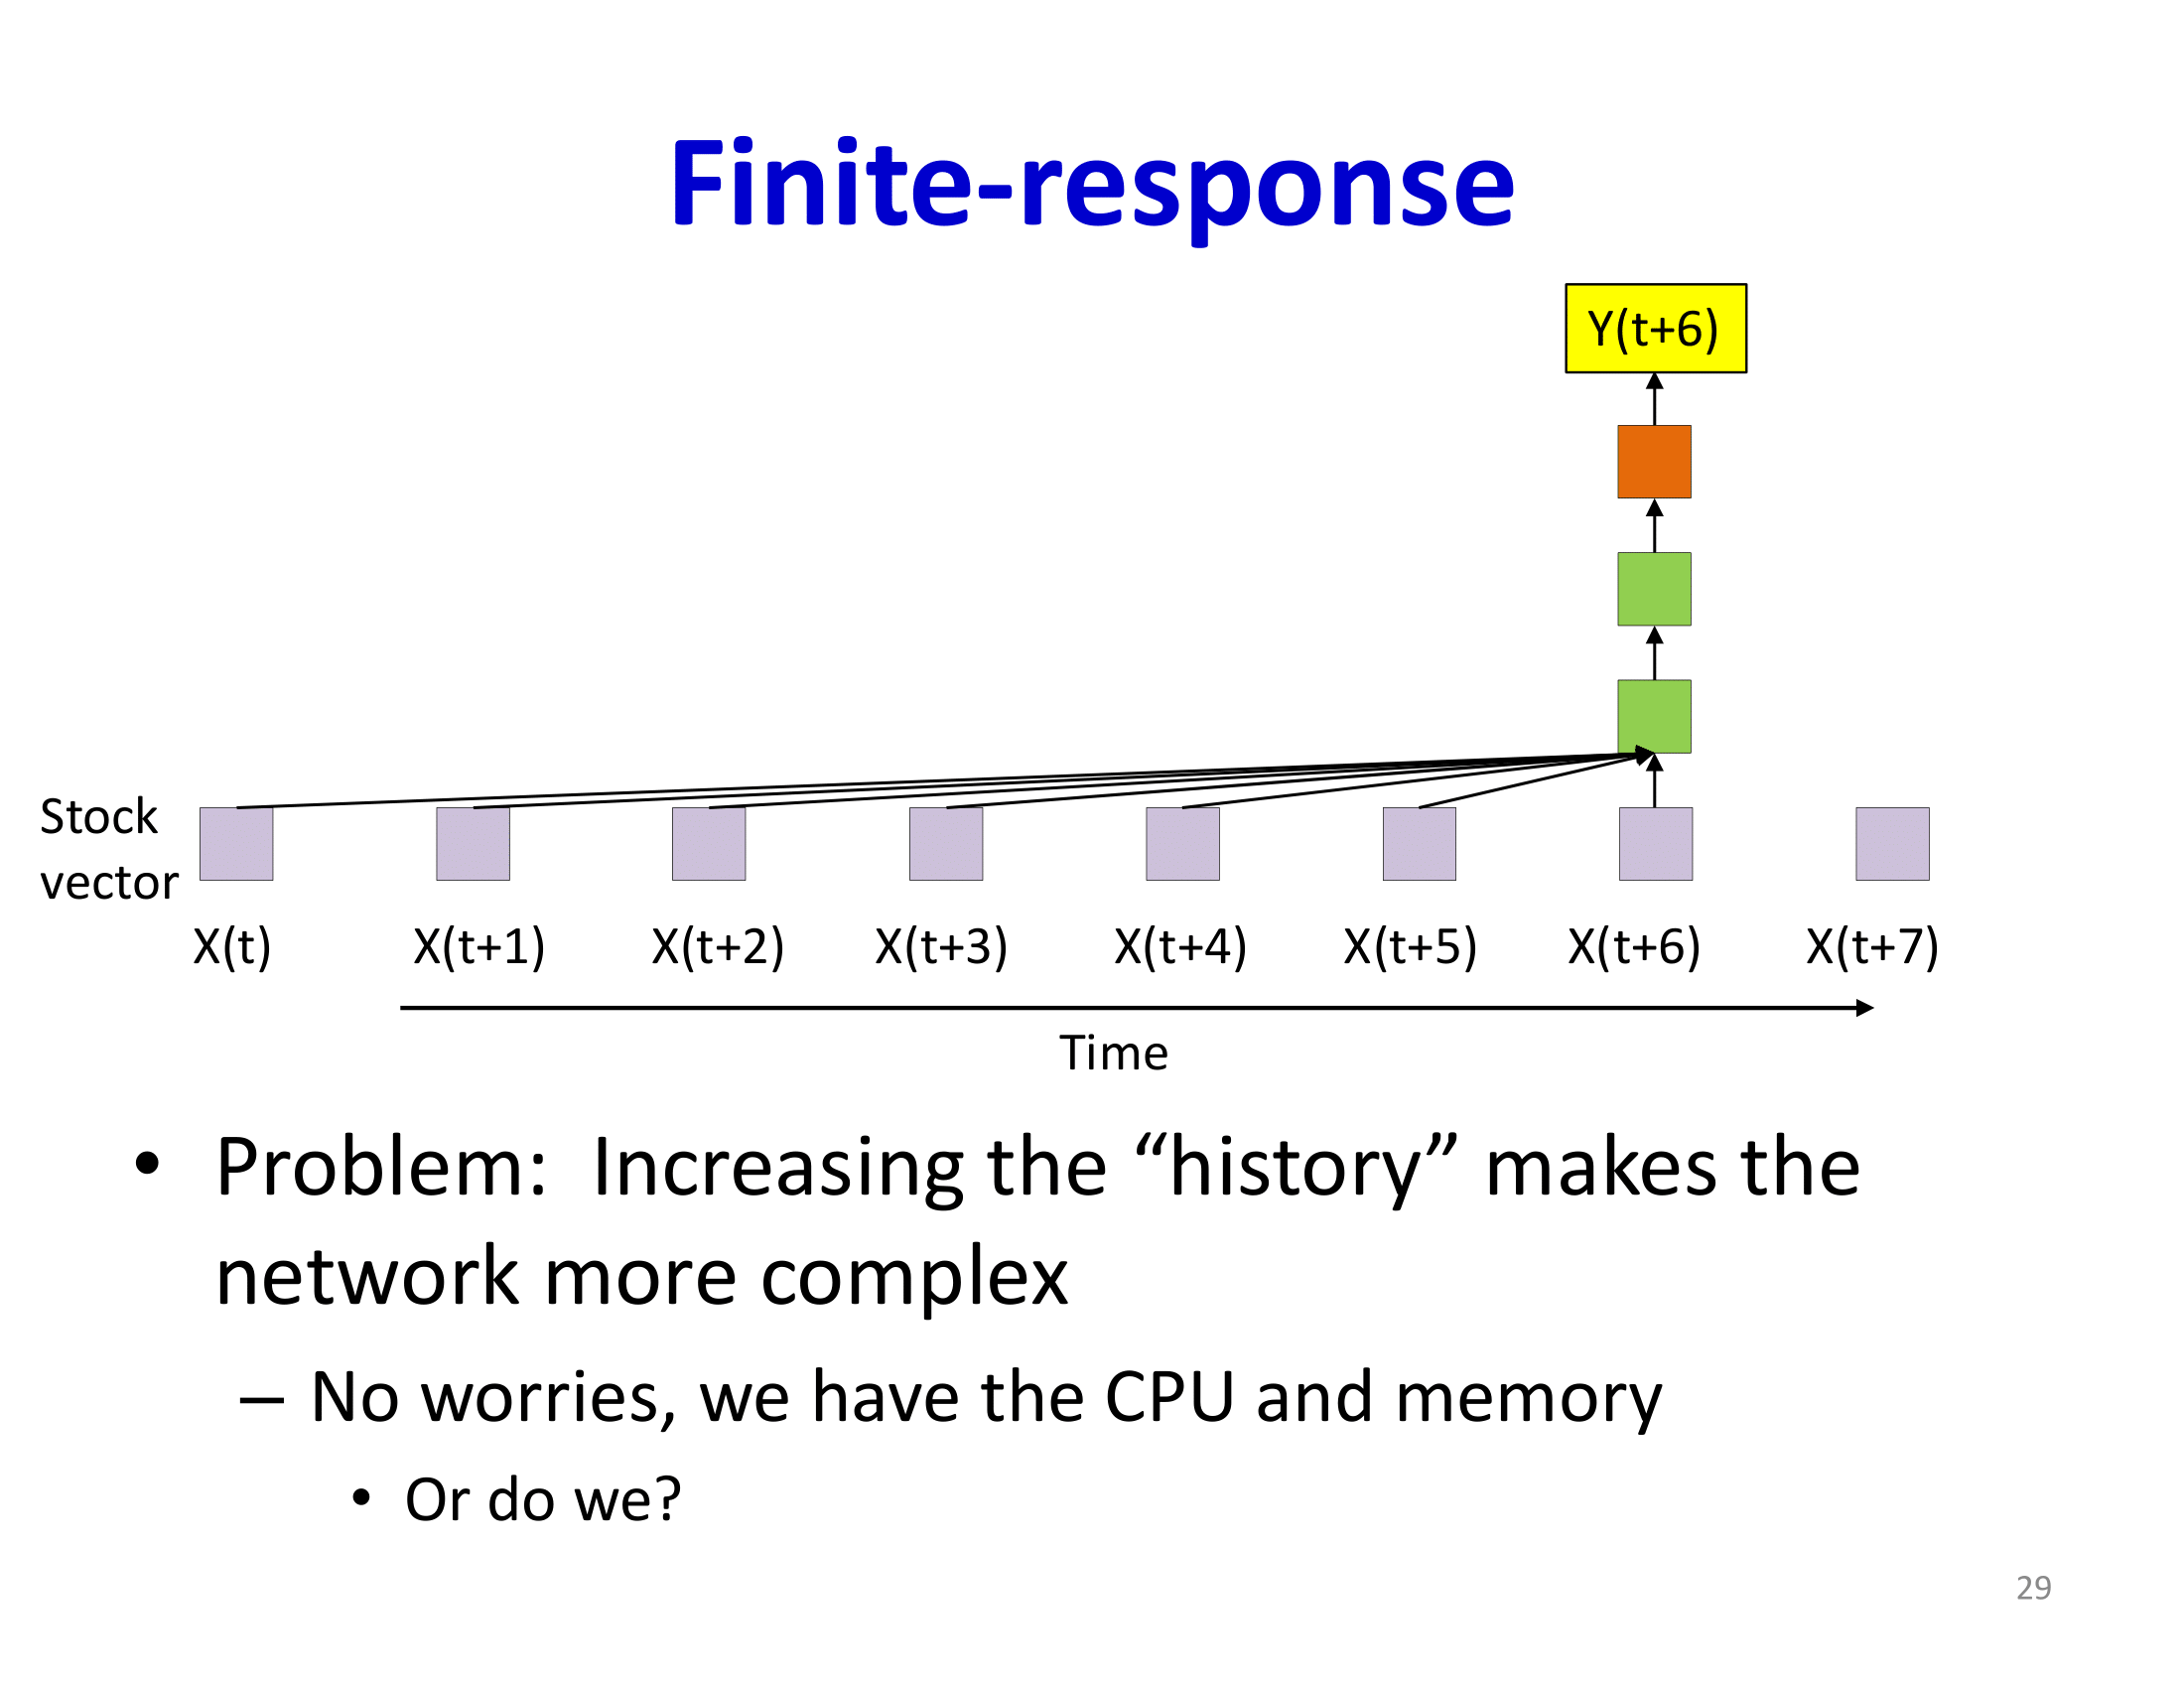 Finite-response
Y(t+6)
Stock
vector
X(t) X(t+1) X(t+2) X(t+3) X(t+4) X(t+5) X(t+6) X(t+7)
Time
• Problem: Increasing the “history” makes the
network more complex
– No worries, we have the CPU and memory
• Or do we?
29